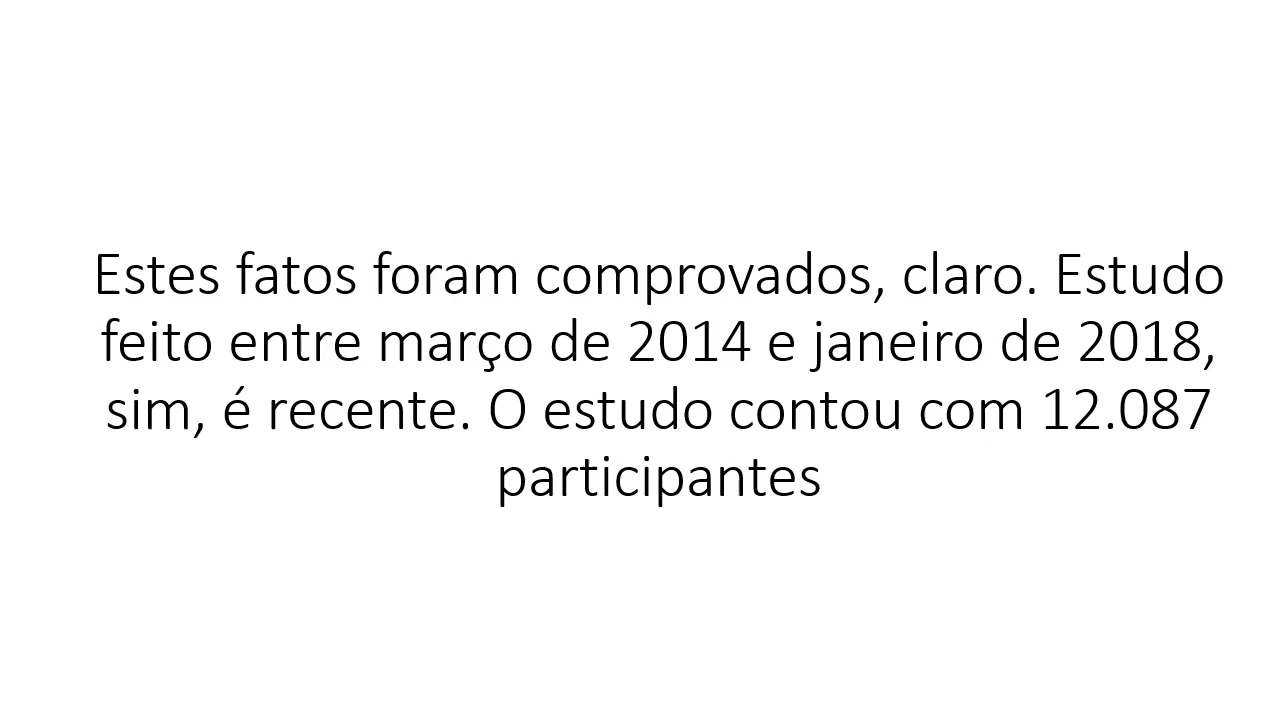 Estes fatos foram comprovados, claro. Estudo
feito entre março de 2014 e janeiro de 2018,
sim, é recente. O estudo contou com 12.087
participantes